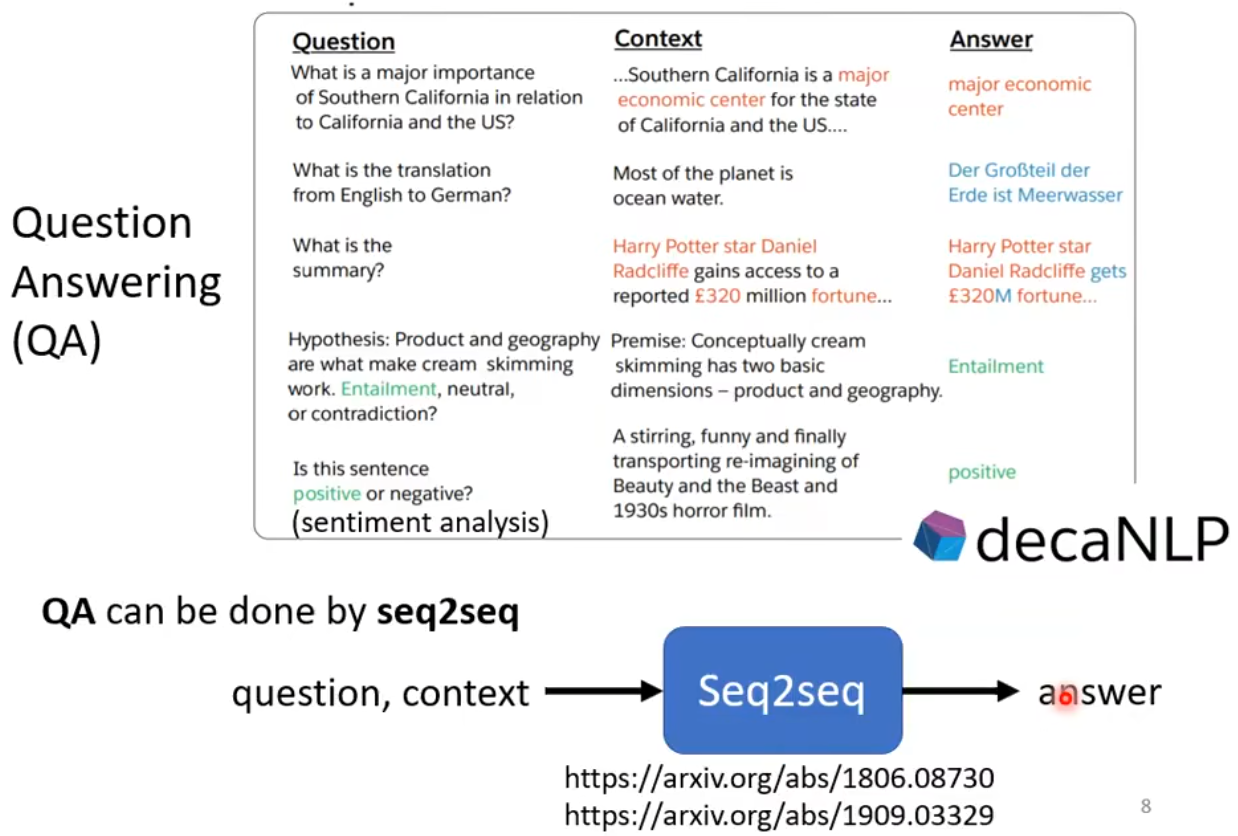 Question Context Answer
What is a major importance
of Southern California in relation
to California and the US?
...Southern California is a major
economic center for the state
of California and the US....
major economic
center
What is the translation
from English to German?
Most of the planet is
ocean water.
Der Großteil der
Erde ist Meerwasser
What is the
summary?
Harry Potter star Daniel
Radcliffe gains access to a
reported £320 million fortune...
Harry Potter star
Daniel Radcliffe gets
£320M fortune...
Hypothesis: Product and geography
are what make cream skimming
work. Entailment, neutral,
or contradiction?
Premise: Conceptually cream
skimming has two basic
dimensions – product and geography.
Entailment
Is this sentence
positive or negative?
(sentiment analysis)
A stirring, funny and finally
transporting re-imagining of
Beauty and the Beast and
1930s horror film.
positive
Question
Answering
(QA)
decaNLP
QA can be done by seq2seq
question, context
Seq2seq
answer
https://arxiv.org/abs/1806.08730
https://arxiv.org/abs/1909.03329
8